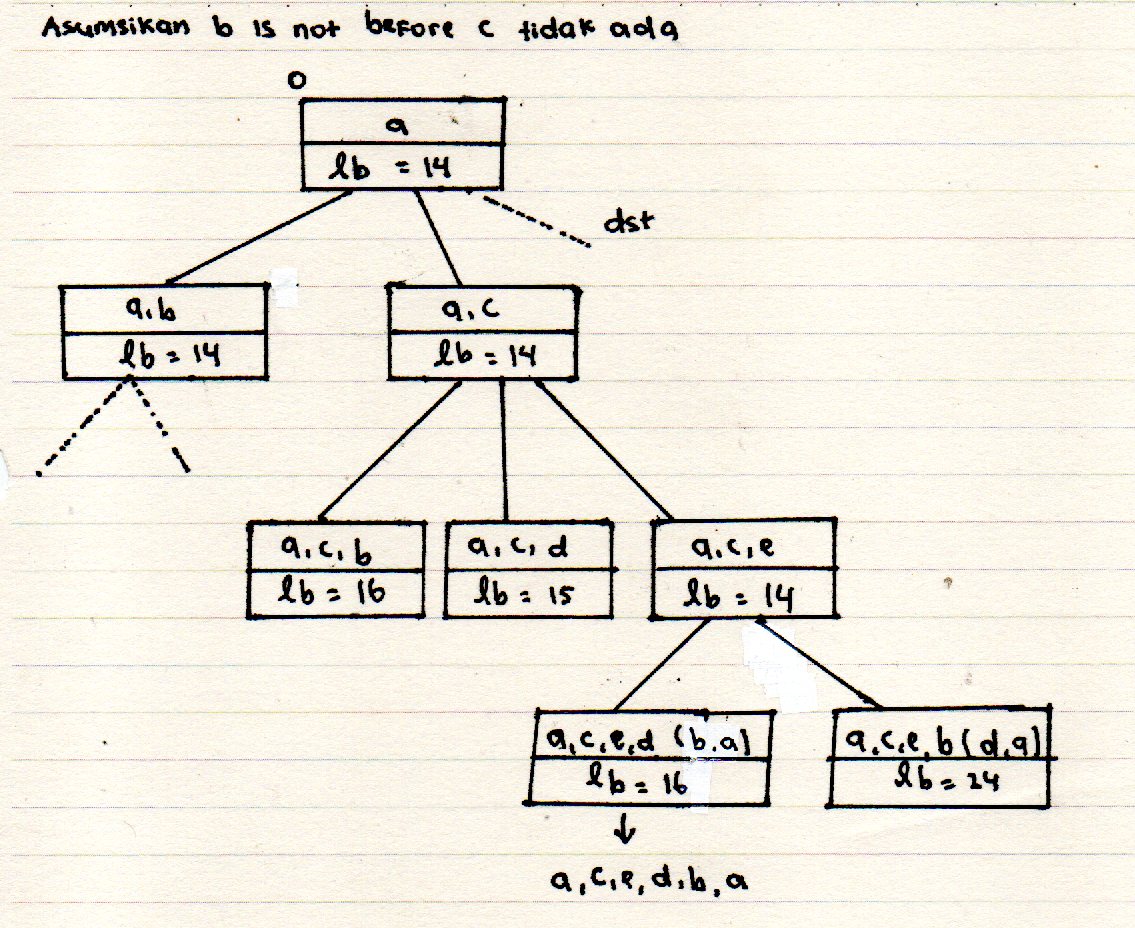 Asumsikan b is not before c tidak ada
0
a
lb = 14
dst
a,b
lb = 14
a,c
lb = 14
a,c,b
lb = 16
a,c,d
lb = 15
a,c,e
lb = 14
a,c,e,d (b,a)
lb = 16
a,c,e,b (d,a)
lb = 24
a,c,e,d,b,a